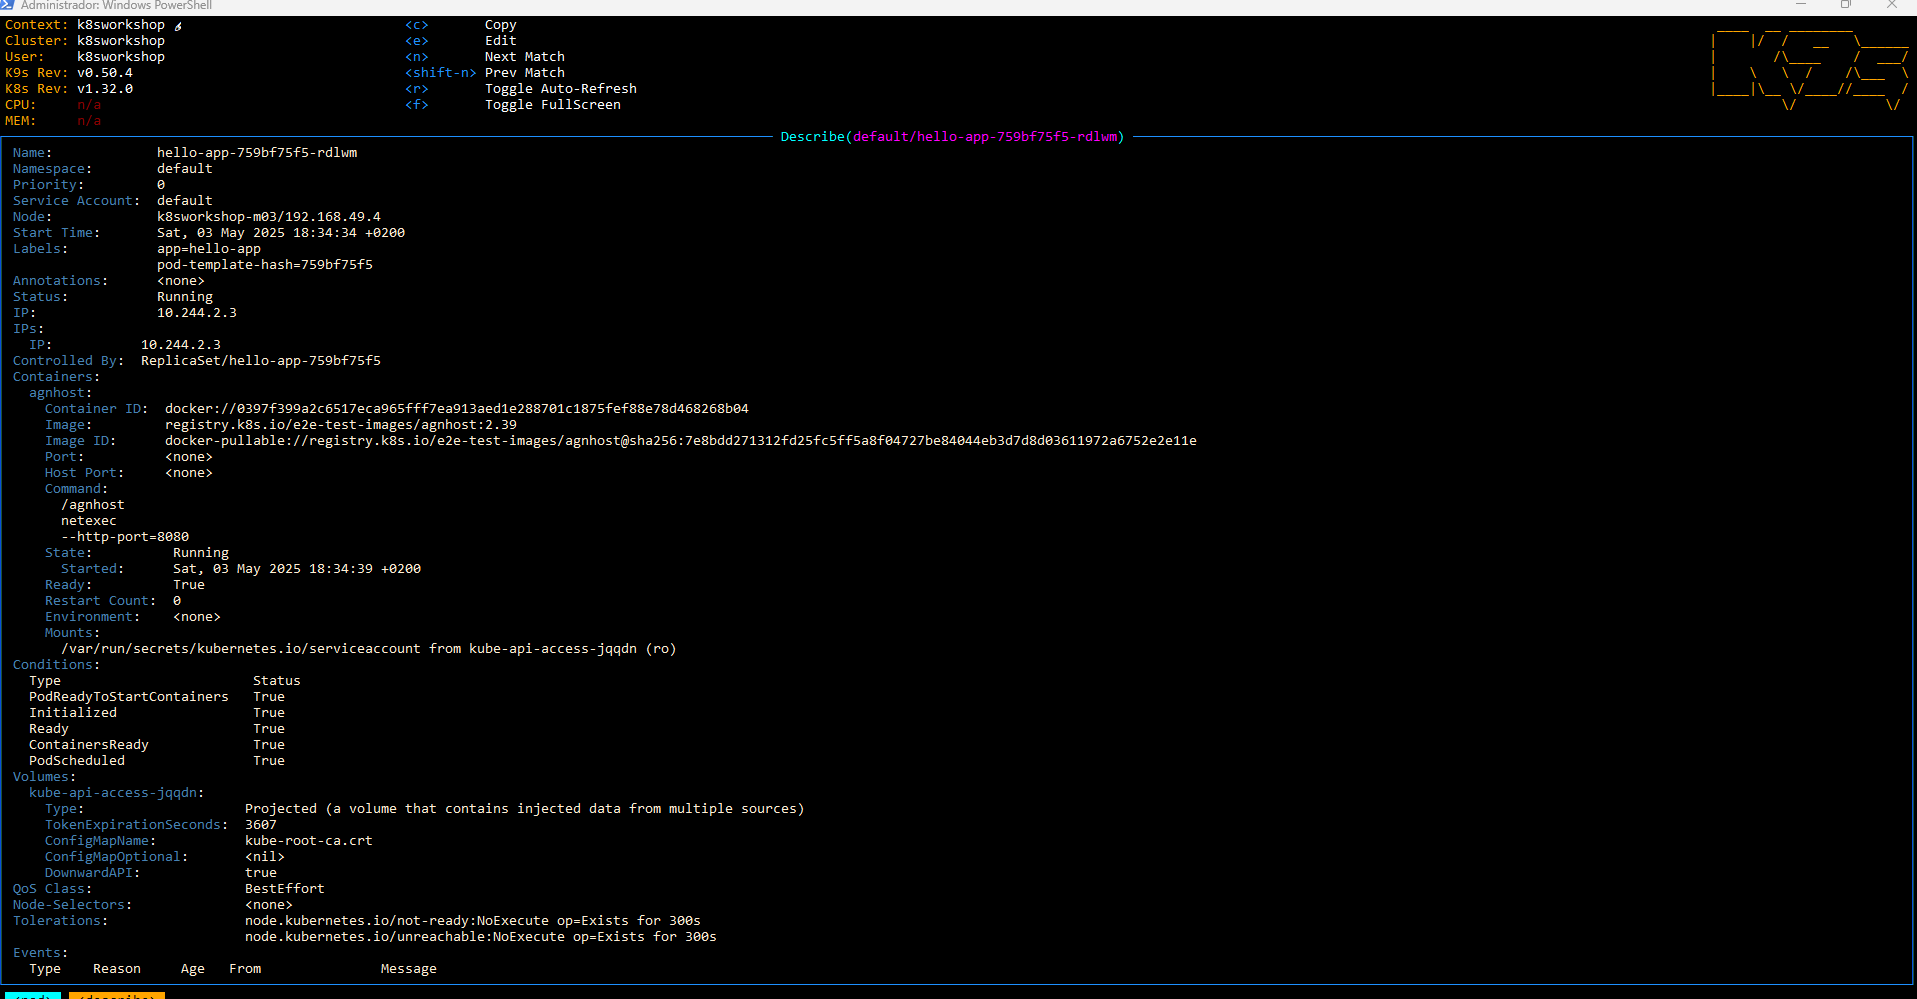 Administrador: Windows PowerShell
Context: k8sworkshop <c> Copy
Cluster: k8sworkshop <e> Edit
User: k8sworkshop <n> Next Match
K9s Rev: v0.50.4 <shift-n> Prev Match
K8s Rev: v1.32.0 <r> Toggle Auto-Refresh
CPU: n/a <f> Toggle FullScreen
MEM: n/a
Describe(default/hello-app-759bf75f5-rdlwm)
Name: hello-app-759bf75f5-rdlwm
Namespace: default
Priority: 0
Service Account: default
Node: k8sworkshop-m03/192.168.49.4
Start Time: Sat, 03 May 2025 18:34:34 +0200
Labels: app=hello-app
pod-template-hash=759bf75f5
Annotations: <none>
Status: Running
IP: 10.244.2.3
IPs:
IP: 10.244.2.3
Controlled By: ReplicaSet/hello-app-759bf75f5
Containers:
agnhost:
Container ID: docker://0397f399a2c6517eca965fff7ea913aed1e288701c1875fef88e78d468268b04
Image: registry.k8s.io/e2e-test-images/agnhost:2.39
Image ID: docker-pullable://registry.k8s.io/e2e-test-images/agnhost@sha256:7e8bdd271312fd25fc5ff5a8f04727be84044eb3d7d8d03611972a6752e2e11e
Port: <none>
Host Port: <none>
Command:
/agnhost
netexec
--http-port=8080
State: Running
Started: Sat, 03 May 2025 18:34:39 +0200
Ready: True
Restart Count: 0
Environment: <none>
Mounts:
/var/run/secrets/kubernetes.io/serviceaccount from kube-api-access-jqqdn (ro)
Conditions:
Type Status
PodReadyToStartContainers True
Initialized True
Ready True
ContainersReady True
PodScheduled True
Volumes:
kube-api-access-jqqdn:
Type: Projected (a volume that contains injected data from multiple sources)
TokenExpirationSeconds: 3607
ConfigMapName: kube-root-ca.crt
ConfigMapOptional: <nil>
DownwardAPI: true
QoS Class: BestEffort
Node-Selectors: <none>
Tolerations: node.kubernetes.io/not-ready:NoExecute op=Exists for 300s
node.kubernetes.io/unreachable:NoExecute op=Exists for 300s
Events:
Type Reason Age From Message
<pod> <describe>